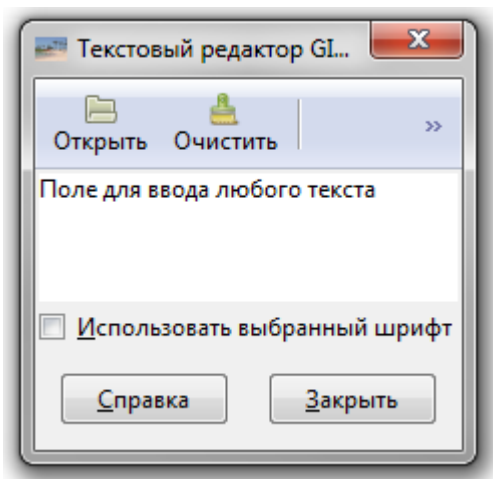 Текстовый редактор GI...
Открыть Очистить »
Поле для ввода любого текста
Использовать выбранный шрифт
Справка Закрыть